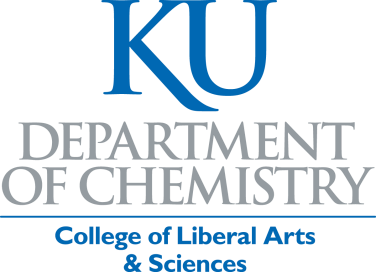 KU
DEPARTMENT
OF CHEMISTRY
College of Liberal Arts
& Sciences